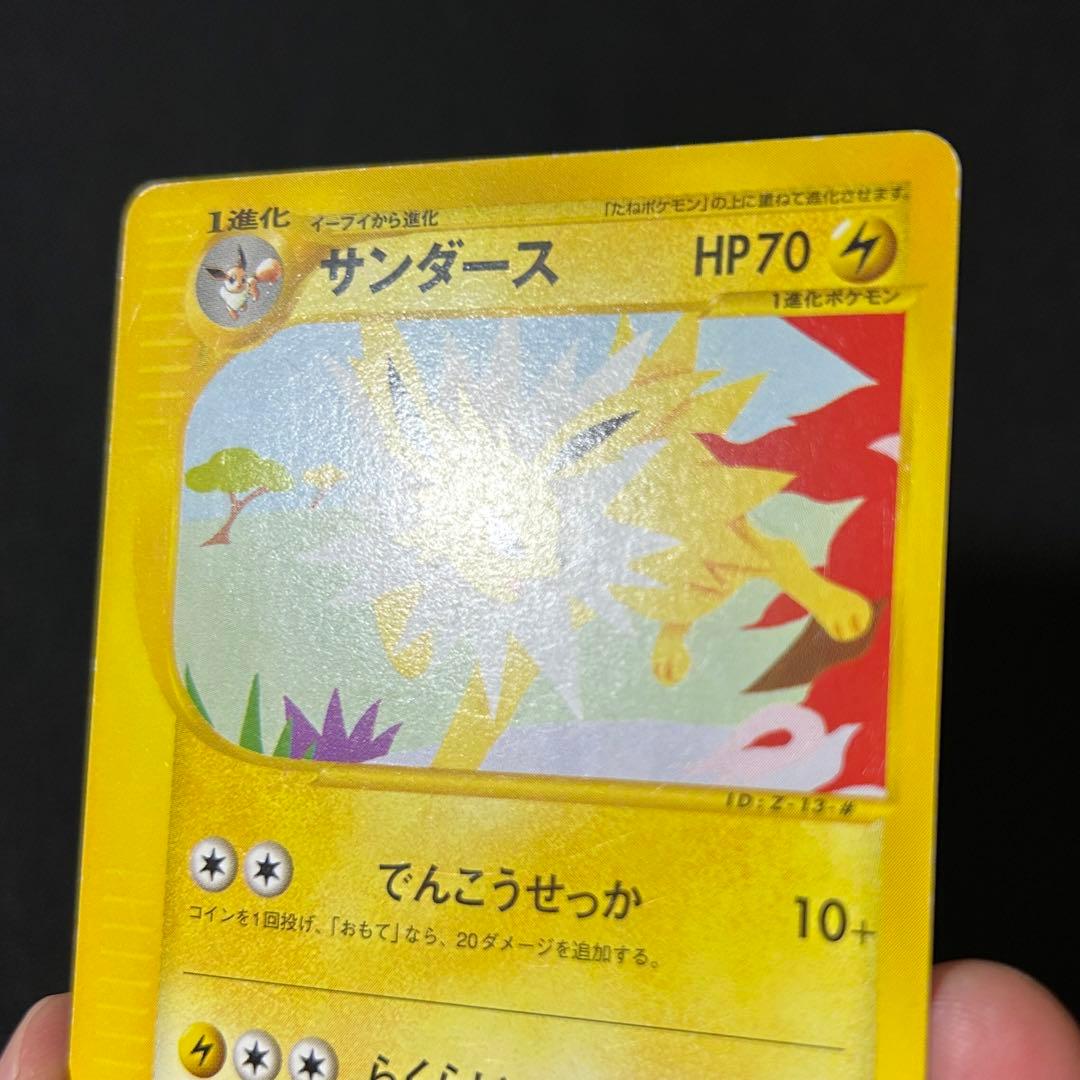 「たねポケモン」の上に重ねて進化させます。
1進化 イーブイから進化
サンダース HP70
1進化ポケモン
ID:Z-13-#
でんこうせっか 10+
コインを1回投げ、「おもて」なら、20ダメージを追加する。
らくらい